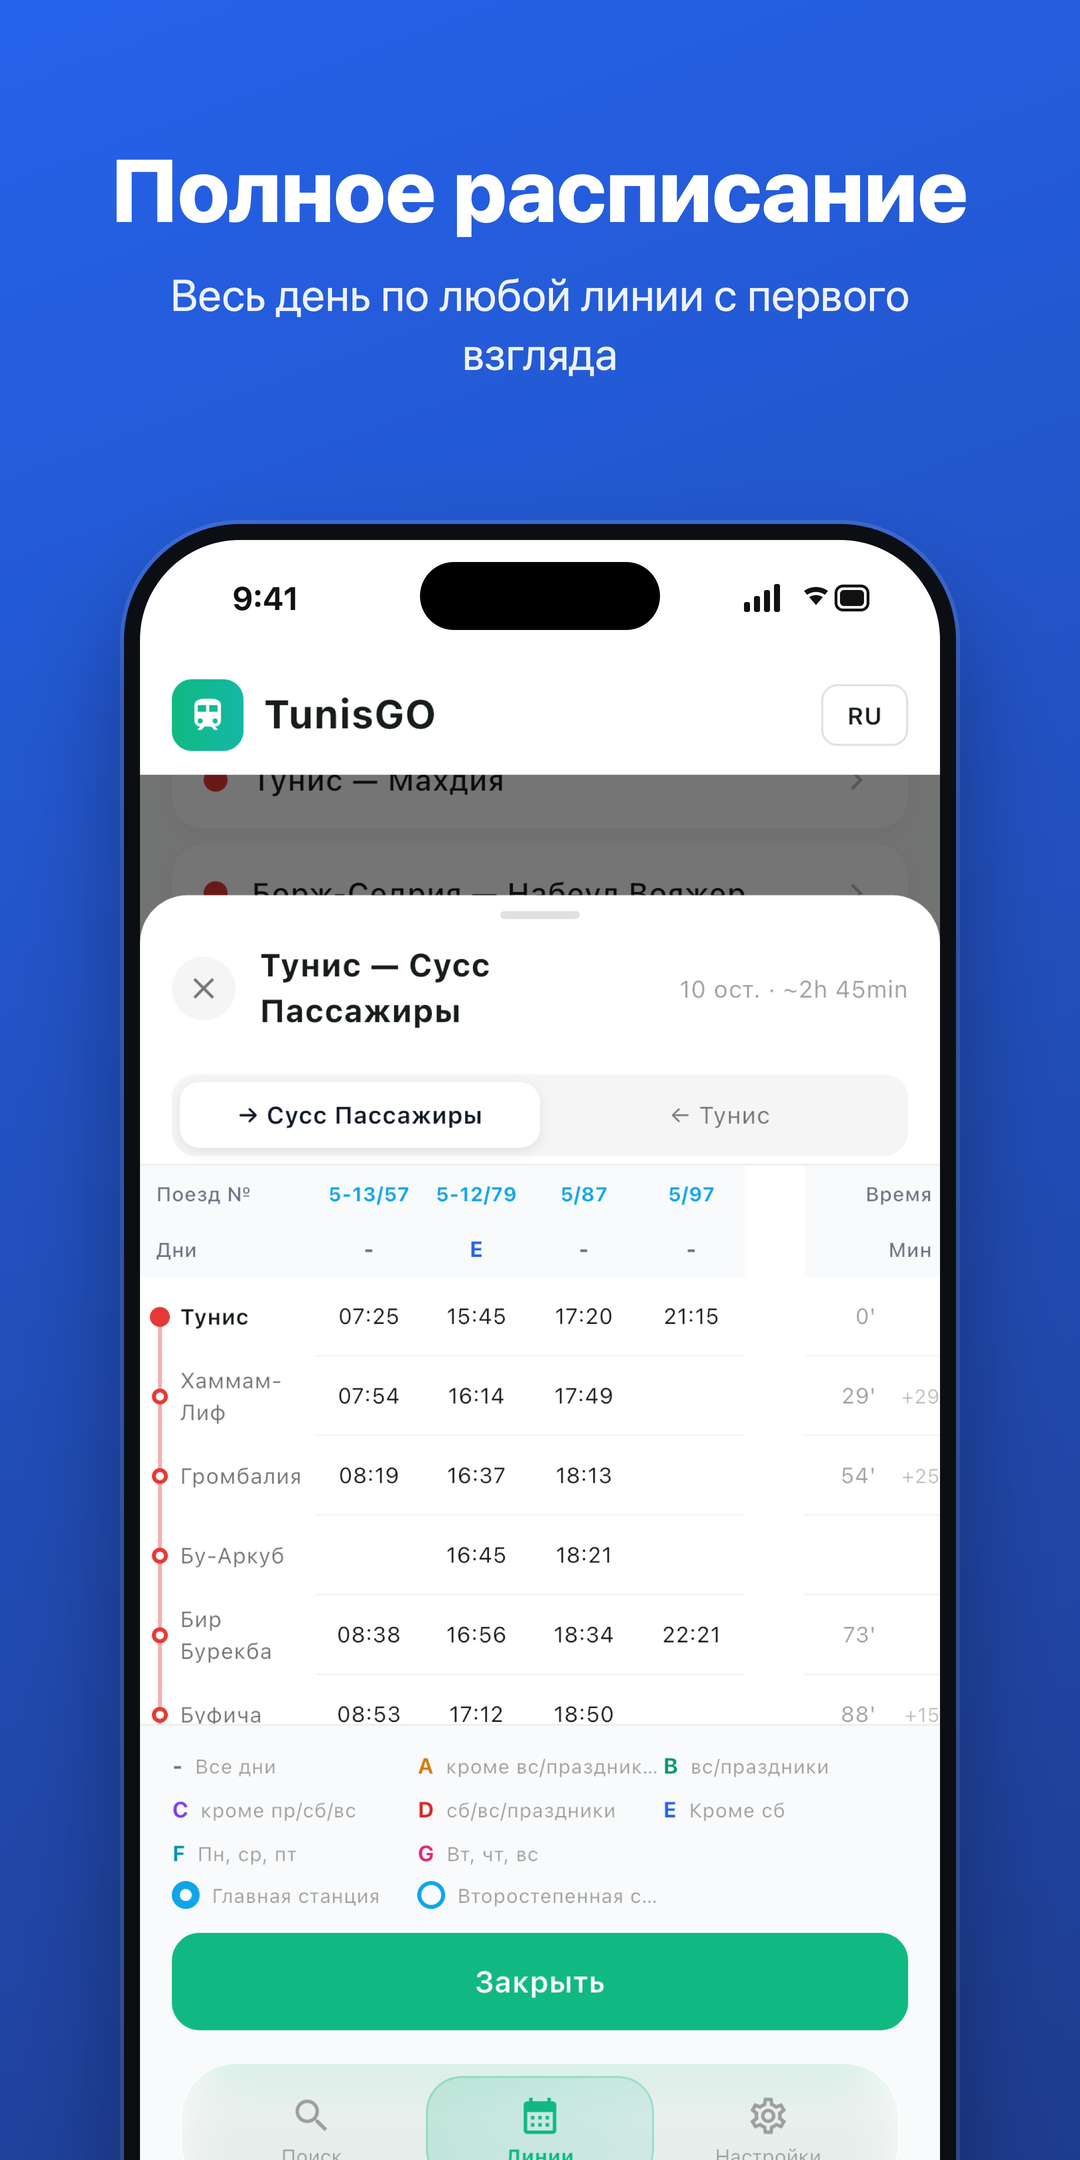 Полное расписание
Весь день по любой линии с первого
взгляда
9:41
TunisGO
RU
Тунис — Махдия
Борж-Седрия — Набеул Вояжер
Тунис — Сусс
Пассажиры
10 ост. · ~2h 45min
→ Сусс Пассажиры
← Тунис
Поезд № 5-13/57 5-12/79 5/87 5/97 Время
Дни - E - - Мин
Тунис 07:25 15:45 17:20 21:15 0'
Хаммам-
Лиф 07:54 16:14 17:49 29' +29
Громбалия 08:19 16:37 18:13 54' +25
Бу-Аркуб 16:45 18:21
Бир
Бурекба 08:38 16:56 18:34 22:21 73'
Буфича 08:53 17:12 18:50 88' +15
- Все дни A кроме вс/праздник... B вс/праздники
C кроме пр/сб/вс D сб/вс/праздники E Кроме сб
F Пн, ср, пт G Вт, чт, вс
Главная станция Второстепенная с...
Закрыть
Поиск Линии Настройки